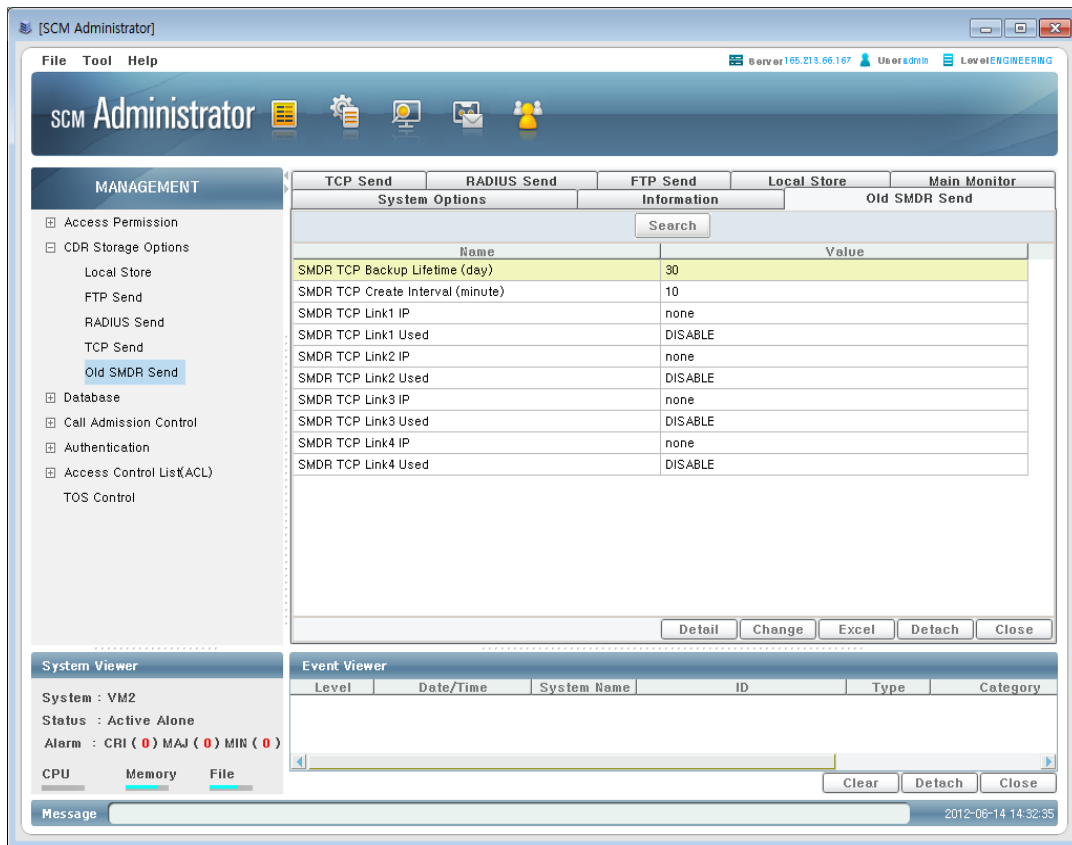 [SCM Administrator]
File Tool Help
Server 165.213.66.167 User admin Level ENGINEERING
SCM Administrator
MANAGEMENT
Access Permission
CDR Storage Options
Local Store
FTP Send
RADIUS Send
TCP Send
Old SMDR Send
Database
Call Admission Control
Authentication
Access Control List(ACL)
TOS Control
TCP Send RADIUS Send FTP Send Local Store Main Monitor
System Options Information Old SMDR Send
Search
Name Value
SMDR TCP Backup Lifetime (day) 30
SMDR TCP Create Interval (minute) 10
SMDR TCP Link1 IP none
SMDR TCP Link1 Used DISABLE
SMDR TCP Link2 IP none
SMDR TCP Link2 Used DISABLE
SMDR TCP Link3 IP none
SMDR TCP Link3 Used DISABLE
SMDR TCP Link4 IP none
SMDR TCP Link4 Used DISABLE
Detail Change Excel Detach Close
System Viewer
System : VM2
Status : Active Alone
Alarm : CRI ( 0 ) MAJ ( 0 ) MIN ( 0 )
CPU Memory File
Event Viewer
Level Date/Time System Name ID Type Category
Clear Detach Close
Message
2012-06-14 14:32:35